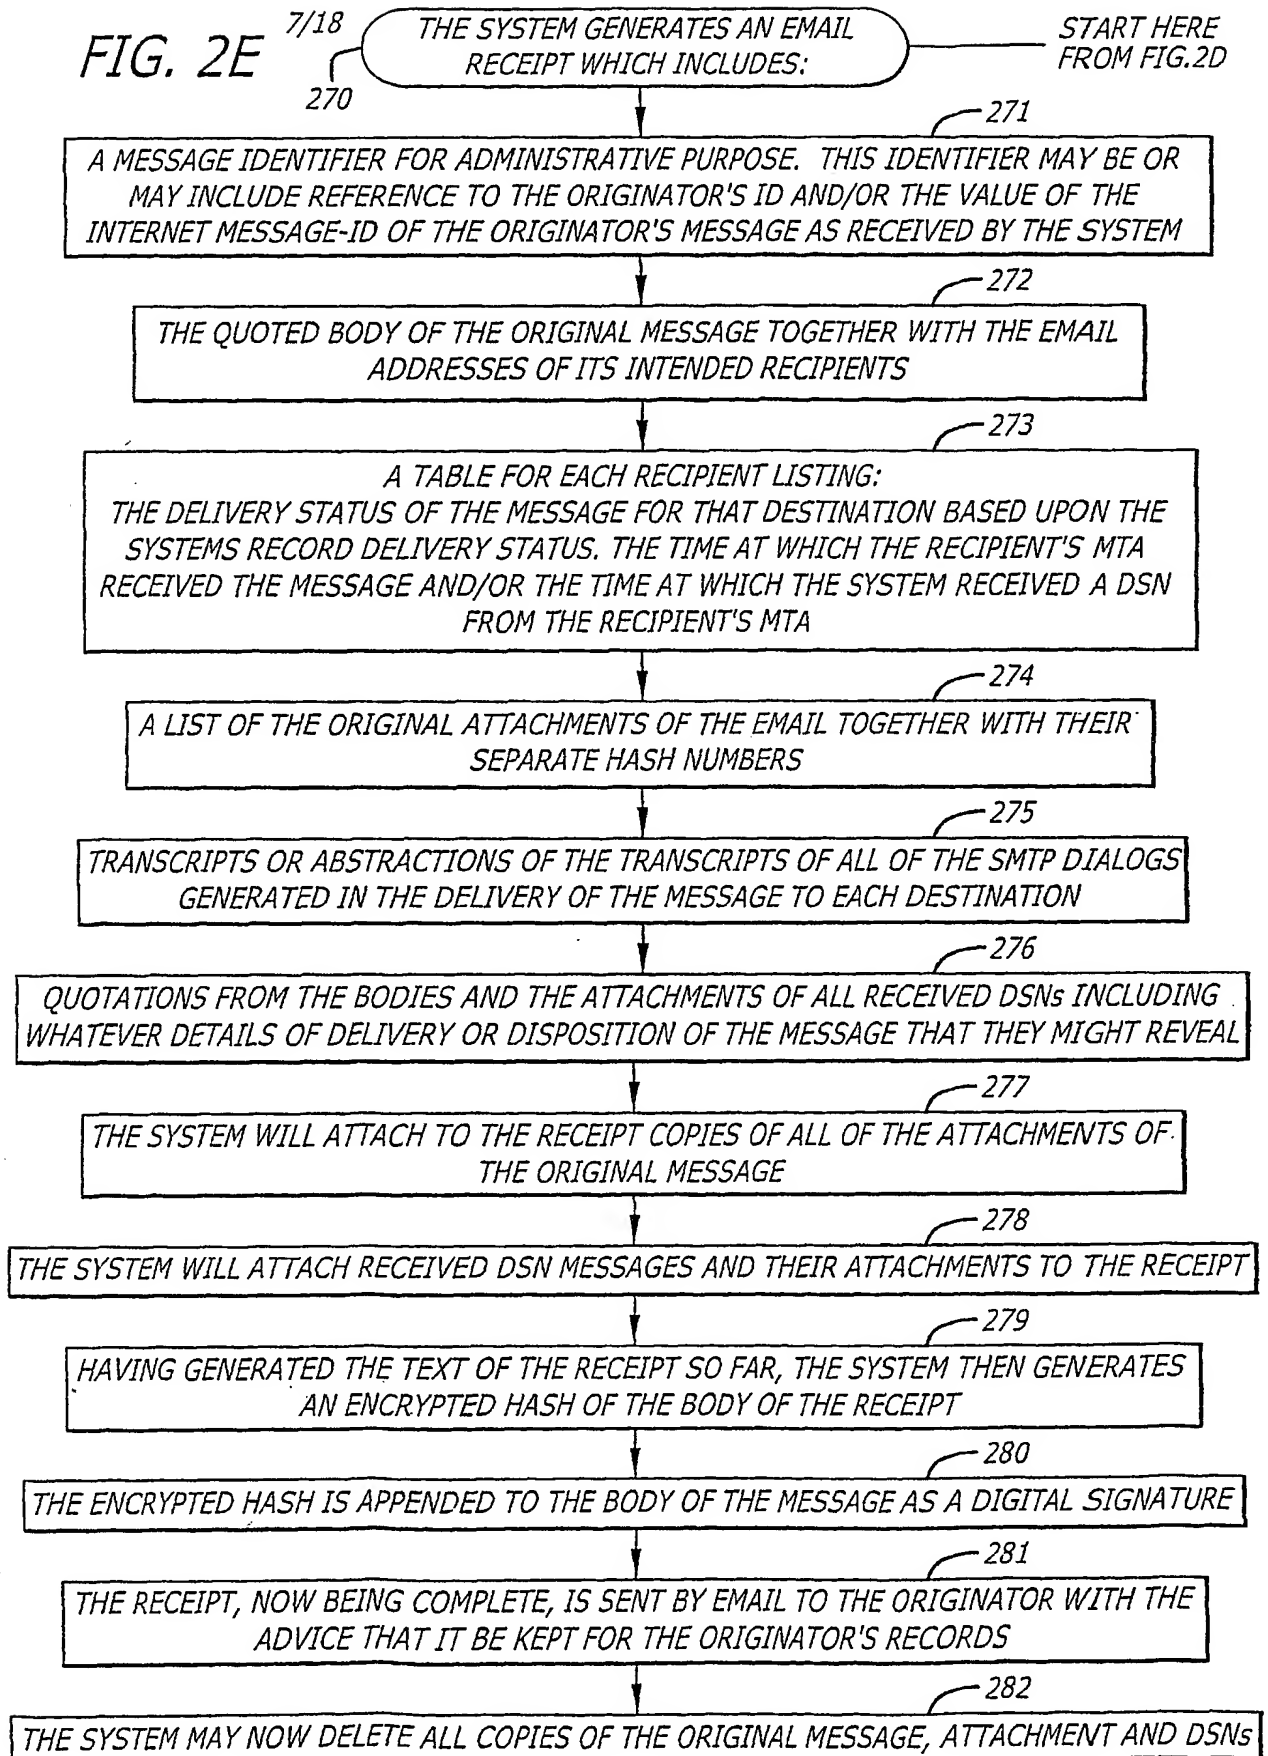 7/18
FIG. 2E
270
THE SYSTEM GENERATES AN EMAIL
RECEIPT WHICH INCLUDES:
START HERE
FROM FIG.2D
271
A MESSAGE IDENTIFIER FOR ADMINISTRATIVE PURPOSE. THIS IDENTIFIER MAY BE OR
MAY INCLUDE REFERENCE TO THE ORIGINATOR'S ID AND/OR THE VALUE OF THE
INTERNET MESSAGE-ID OF THE ORIGINATOR'S MESSAGE AS RECEIVED BY THE SYSTEM
272
THE QUOTED BODY OF THE ORIGINAL MESSAGE TOGETHER WITH THE EMAIL
ADDRESSES OF ITS INTENDED RECIPIENTS
273
A TABLE FOR EACH RECIPIENT LISTING:
THE DELIVERY STATUS OF THE MESSAGE FOR THAT DESTINATION BASED UPON THE
SYSTEMS RECORD DELIVERY STATUS. THE TIME AT WHICH THE RECIPIENT'S MTA
RECEIVED THE MESSAGE AND/OR THE TIME AT WHICH THE SYSTEM RECEIVED A DSN
FROM THE RECIPIENT'S MTA
274
A LIST OF THE ORIGINAL ATTACHMENTS OF THE EMAIL TOGETHER WITH THEIR
SEPARATE HASH NUMBERS
275
TRANSCRIPTS OR ABSTRACTIONS OF THE TRANSCRIPTS OF ALL OF THE SMTP DIALOGS
GENERATED IN THE DELIVERY OF THE MESSAGE TO EACH DESTINATION
276
QUOTATIONS FROM THE BODIES AND THE ATTACHMENTS OF ALL RECEIVED DSNs INCLUDING
WHATEVER DETAILS OF DELIVERY OR DISPOSITION OF THE MESSAGE THAT THEY MIGHT REVEAL
277
THE SYSTEM WILL ATTACH TO THE RECEIPT COPIES OF ALL OF THE ATTACHMENTS OF
THE ORIGINAL MESSAGE
278
THE SYSTEM WILL ATTACH RECEIVED DSN MESSAGES AND THEIR ATTACHMENTS TO THE RECEIPT
279
HAVING GENERATED THE TEXT OF THE RECEIPT SO FAR, THE SYSTEM THEN GENERATES
AN ENCRYPTED HASH OF THE BODY OF THE RECEIPT
280
THE ENCRYPTED HASH IS APPENDED TO THE BODY OF THE MESSAGE AS A DIGITAL SIGNATURE
281
THE RECEIPT, NOW BEING COMPLETE, IS SENT BY EMAIL TO THE ORIGINATOR WITH THE
ADVICE THAT IT BE KEPT FOR THE ORIGINATOR'S RECORDS
282
THE SYSTEM MAY NOW DELETE ALL COPIES OF THE ORIGINAL MESSAGE, ATTACHMENT AND DSNs